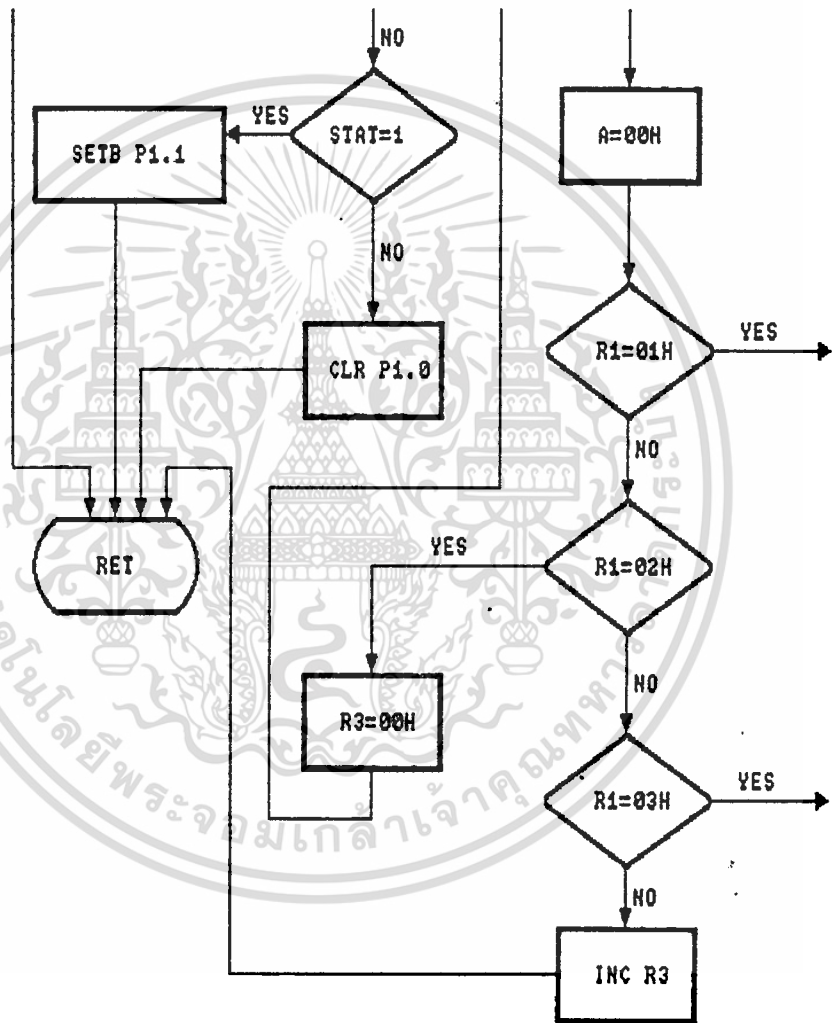 NO
YES
STAT=1
SETB P1.1
A=00H
NO
R1=01H
YES
CLR P1.0
NO
YES
R1=02H
RET
NO
R3=00H
R1=03H
YES
NO
INC R3